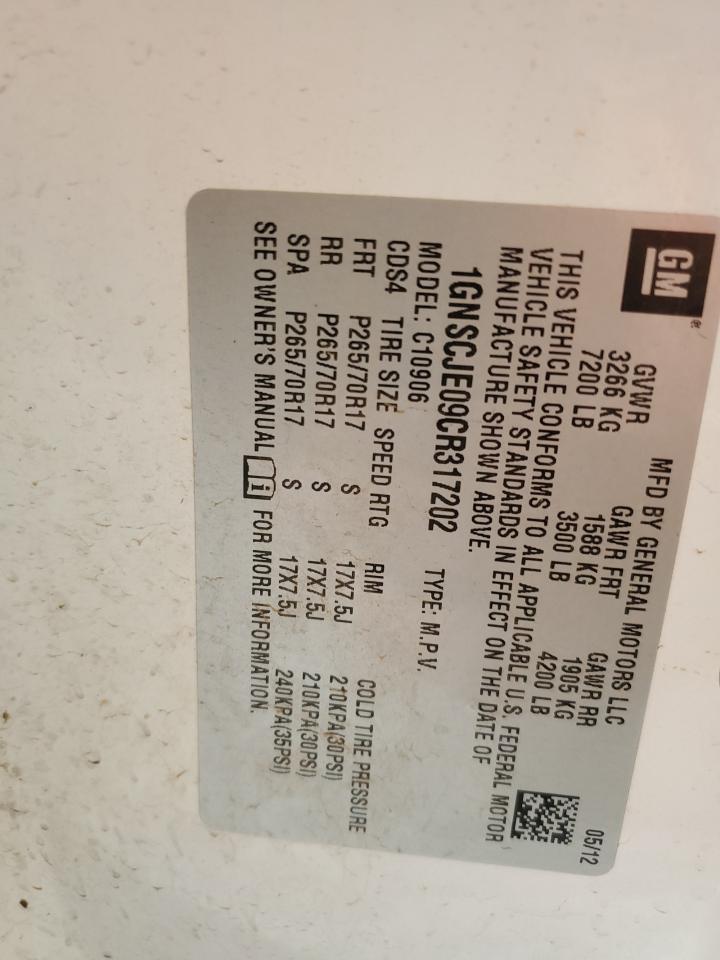 GM®
MFD BY GENERAL MOTORS LLC 05/12
GVWR GAWR FRT GAWR RR
3266 KG 1588 KG 1905 KG
7200 LB 3500 LB 4200 LB
THIS VEHICLE CONFORMS TO ALL APPLICABLE U.S. FEDERAL MOTOR
VEHICLE SAFETY STANDARDS IN EFFECT ON THE DATE OF
MANUFACTURE SHOWN ABOVE.
1GNSCJE09CR317202
MODEL: C10906 TYPE: M.P.V.
CDS4 TIRE SIZE SPEED RTG RIM COLD TIRE PRESSURE
FRT P265/70R17 S 17X7.5J 210KPA(30PSI)
RR P265/70R17 S 17X7.5J 210KPA(30PSI)
SPA P265/70R17 S 17X7.5J 240KPA(35PSI)
SEE OWNER'S MANUAL i FOR MORE INFORMATION.